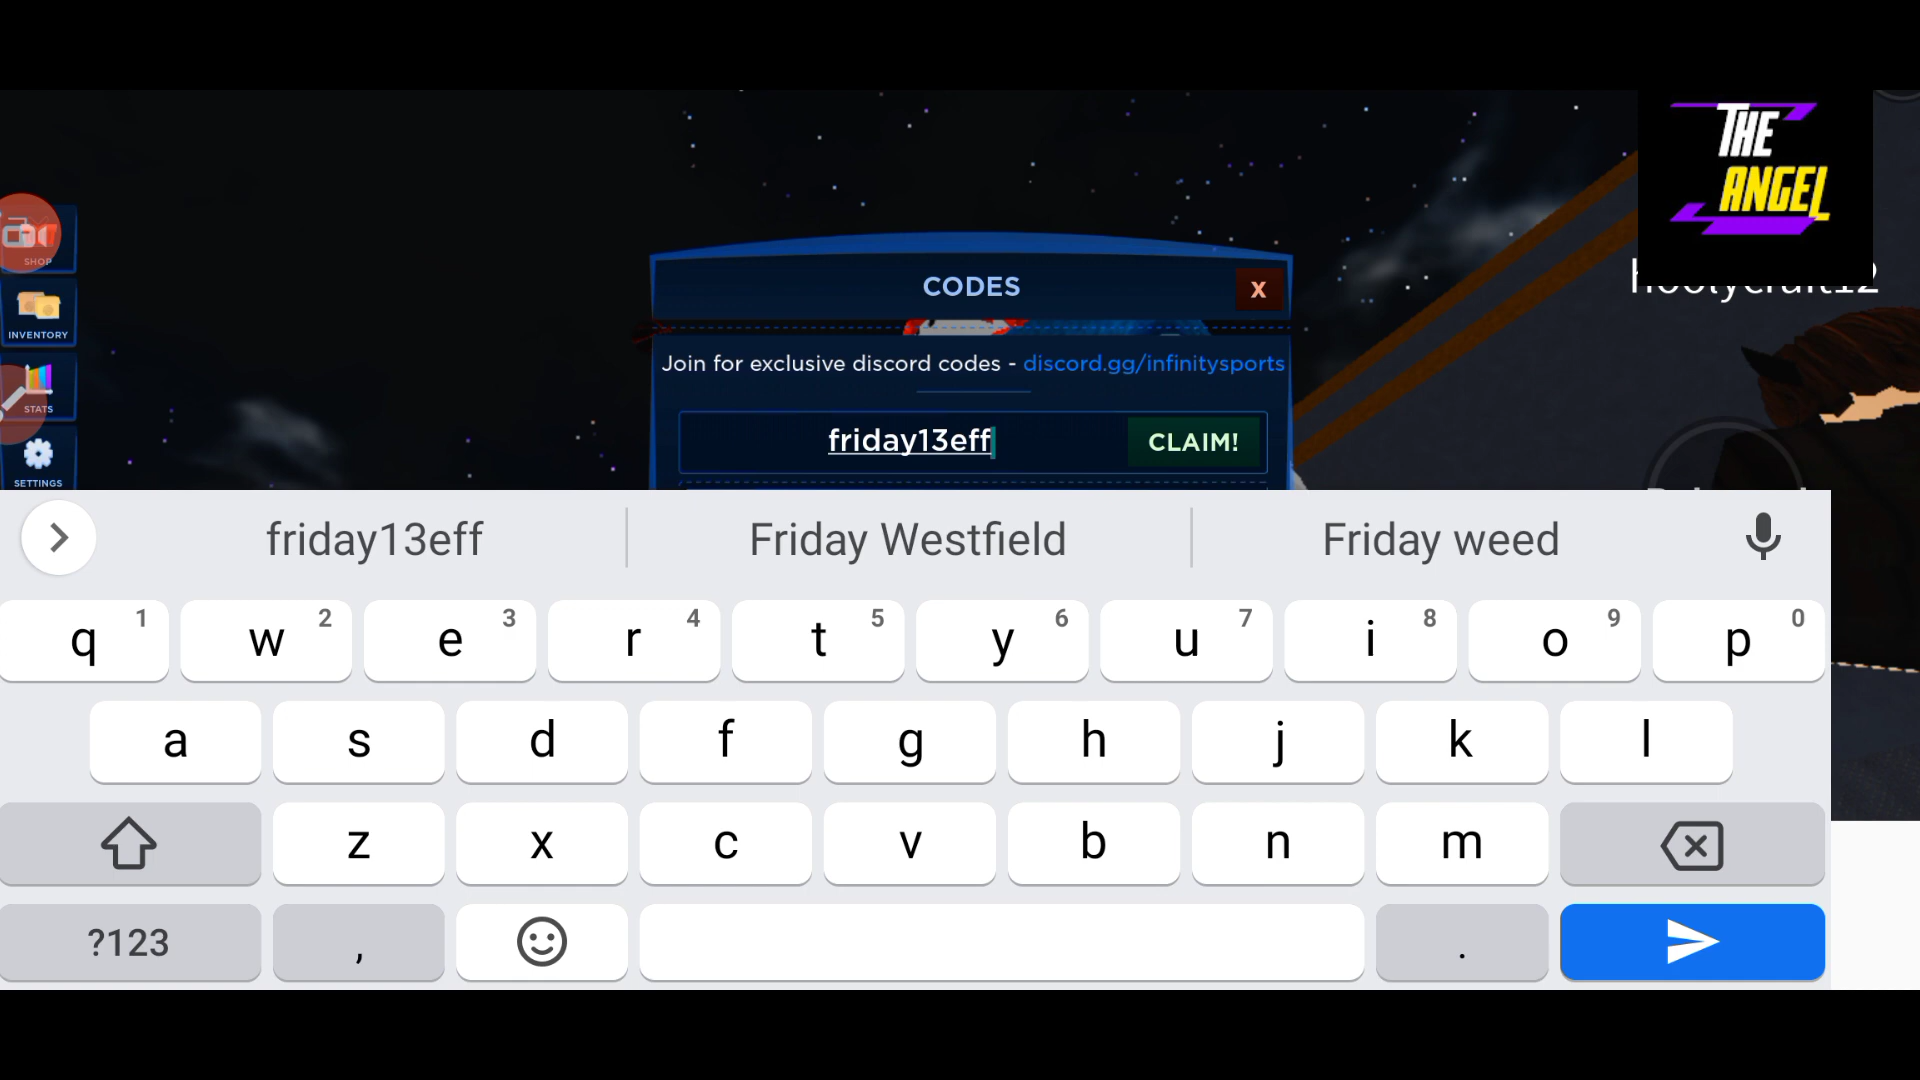 THE
ANGEL
SHOP
INVENTORY
STATS
SETTINGS
CODES
X
Join for exclusive discord codes - discord.gg/infinitysports
friday13eff
CLAIM!
friday13eff
Friday Westfield
Friday weed
q 1 w 2 e 3 r 4 t 5 y 6 u 7 i 8 o 9 p 0
a s d f g h j k l
z x c v b n m
?123 , .